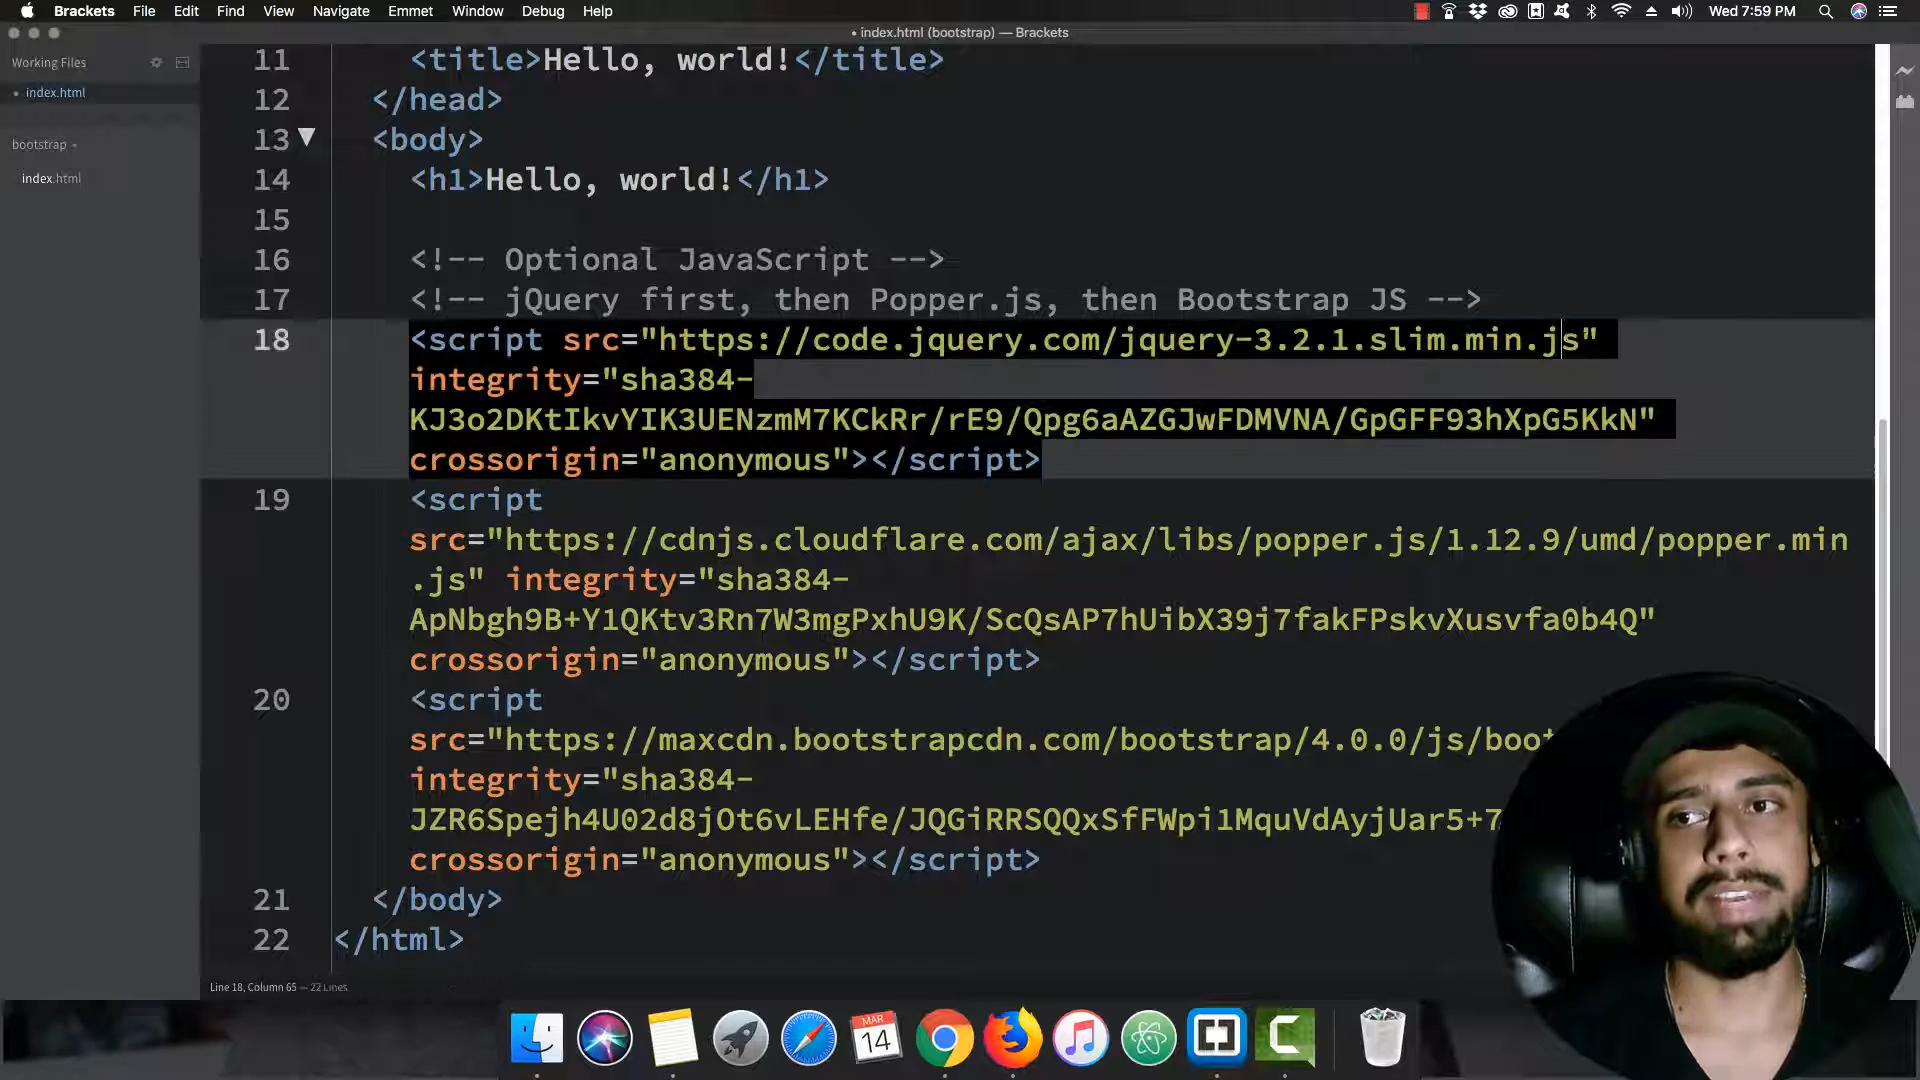 Brackets File Edit Find View Navigate Emmet Window Debug Help Wed 7:59 PM
• index.html (bootstrap) — Brackets
Working Files
• index.html
bootstrap
index.html
11 <title>Hello, world!</title>
12 </head>
13 <body>
14 <h1>Hello, world!</h1>
15
16 <!-- Optional JavaScript -->
17 <!-- jQuery first, then Popper.js, then Bootstrap JS -->
18 <script src="https://code.jquery.com/jquery-3.2.1.slim.min.js"
integrity="sha384-
KJ3o2DKtIkvYIK3UENzmM7KCkRr/rE9/Qpg6aAZGJwFDMVNA/GpGFF93hXpG5KkN"
crossorigin="anonymous"></script>
19 <script
src="https://cdnjs.cloudflare.com/ajax/libs/popper.js/1.12.9/umd/popper.min
.js" integrity="sha384-
ApNbgh9B+Y1QKtv3Rn7W3mgPxhU9K/ScQsAP7hUibX39j7fakFPskvXusvfa0b4Q"
crossorigin="anonymous"></script>
20 <script
src="https://maxcdn.bootstrapcdn.com/bootstrap/4.0.0/js/boot
integrity="sha384-
JZR6Spejh4U02d8jOt6vLEHfe/JQGiRRSQQxSfFWpi1MquVdAyjUar5+7
crossorigin="anonymous"></script>
21 </body>
22 </html>
Line 18, Column 65 — 22 Lines
MAR
14